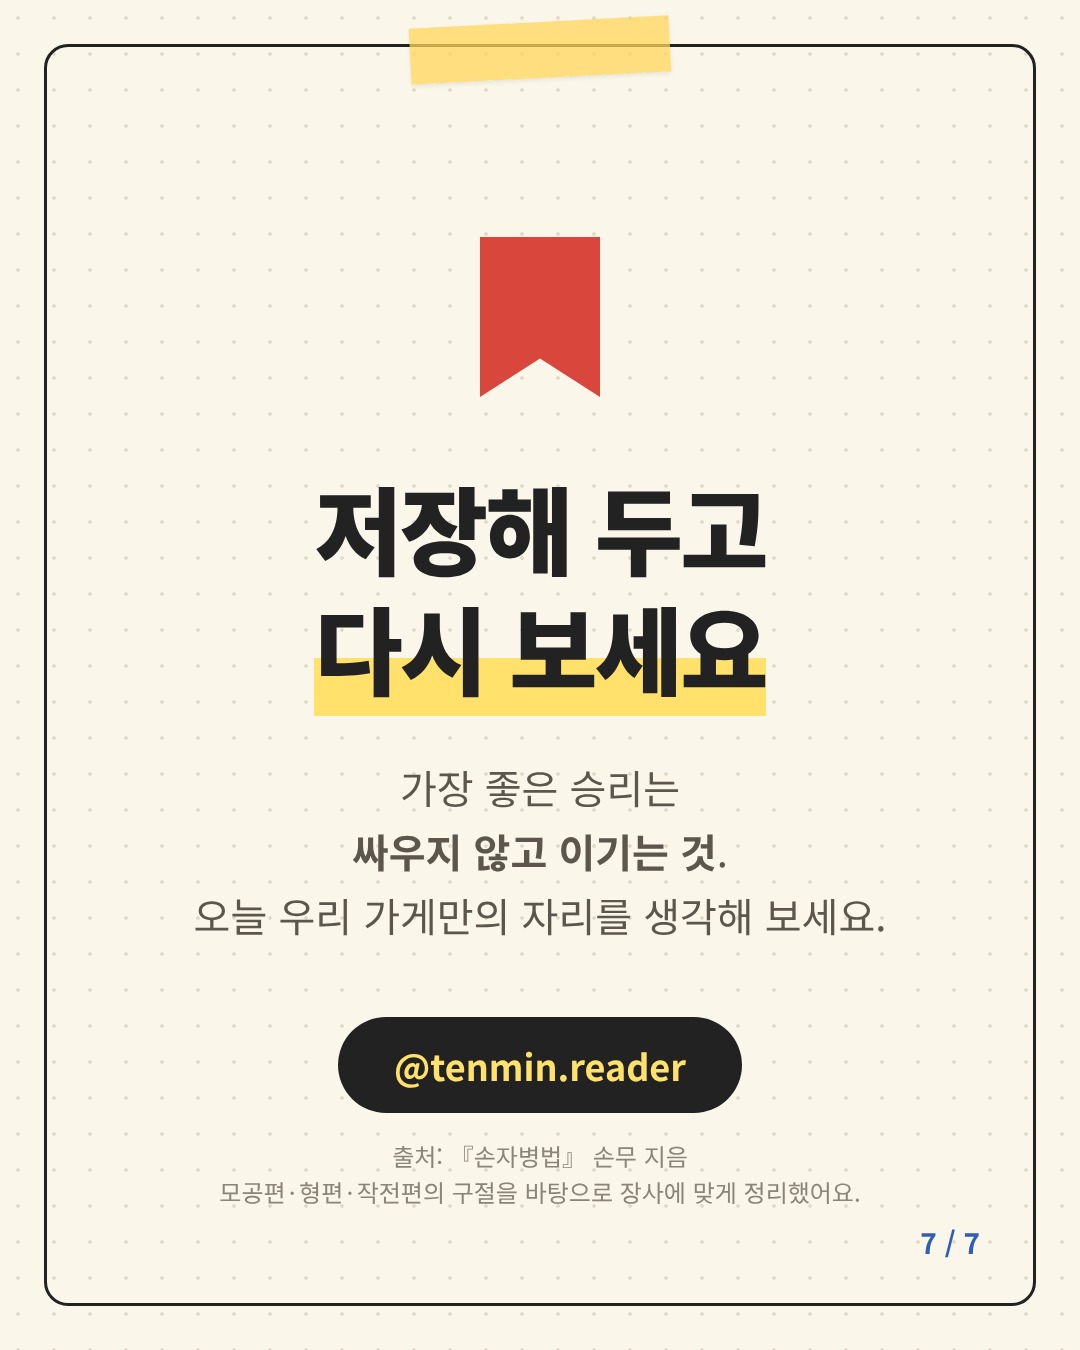 저장해 두고
다시 보세요
가장 좋은 승리는
싸우지 않고 이기는 것.
오늘 우리 가게만의 자리를 생각해 보세요.
@tenmin.reader
출처: 『손자병법』 손무 지음
모공편·형편·작전편의 구절을 바탕으로 장사에 맞게 정리했어요.
7 / 7